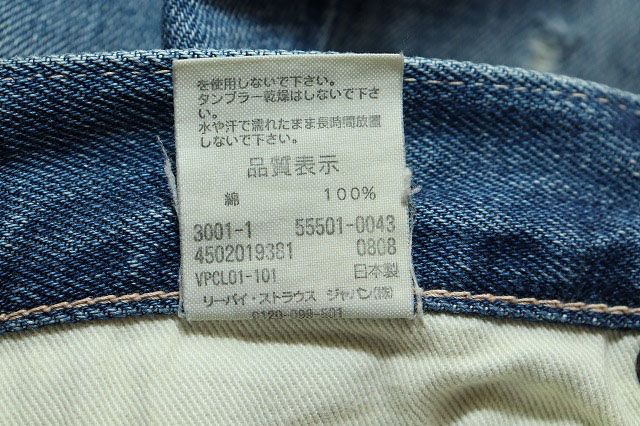 を使用しないで下さい。
タンブラー乾燥はしないで下さ
い。
水や汗で濡れたまま長時間放置
しないで下さい。
品質表示
綿 100%
3001-1 55501-0043
4502019381 0808
VPCL01-101 日本製
リーバイ・ストラウス ジャパン(株)
0120-099-501